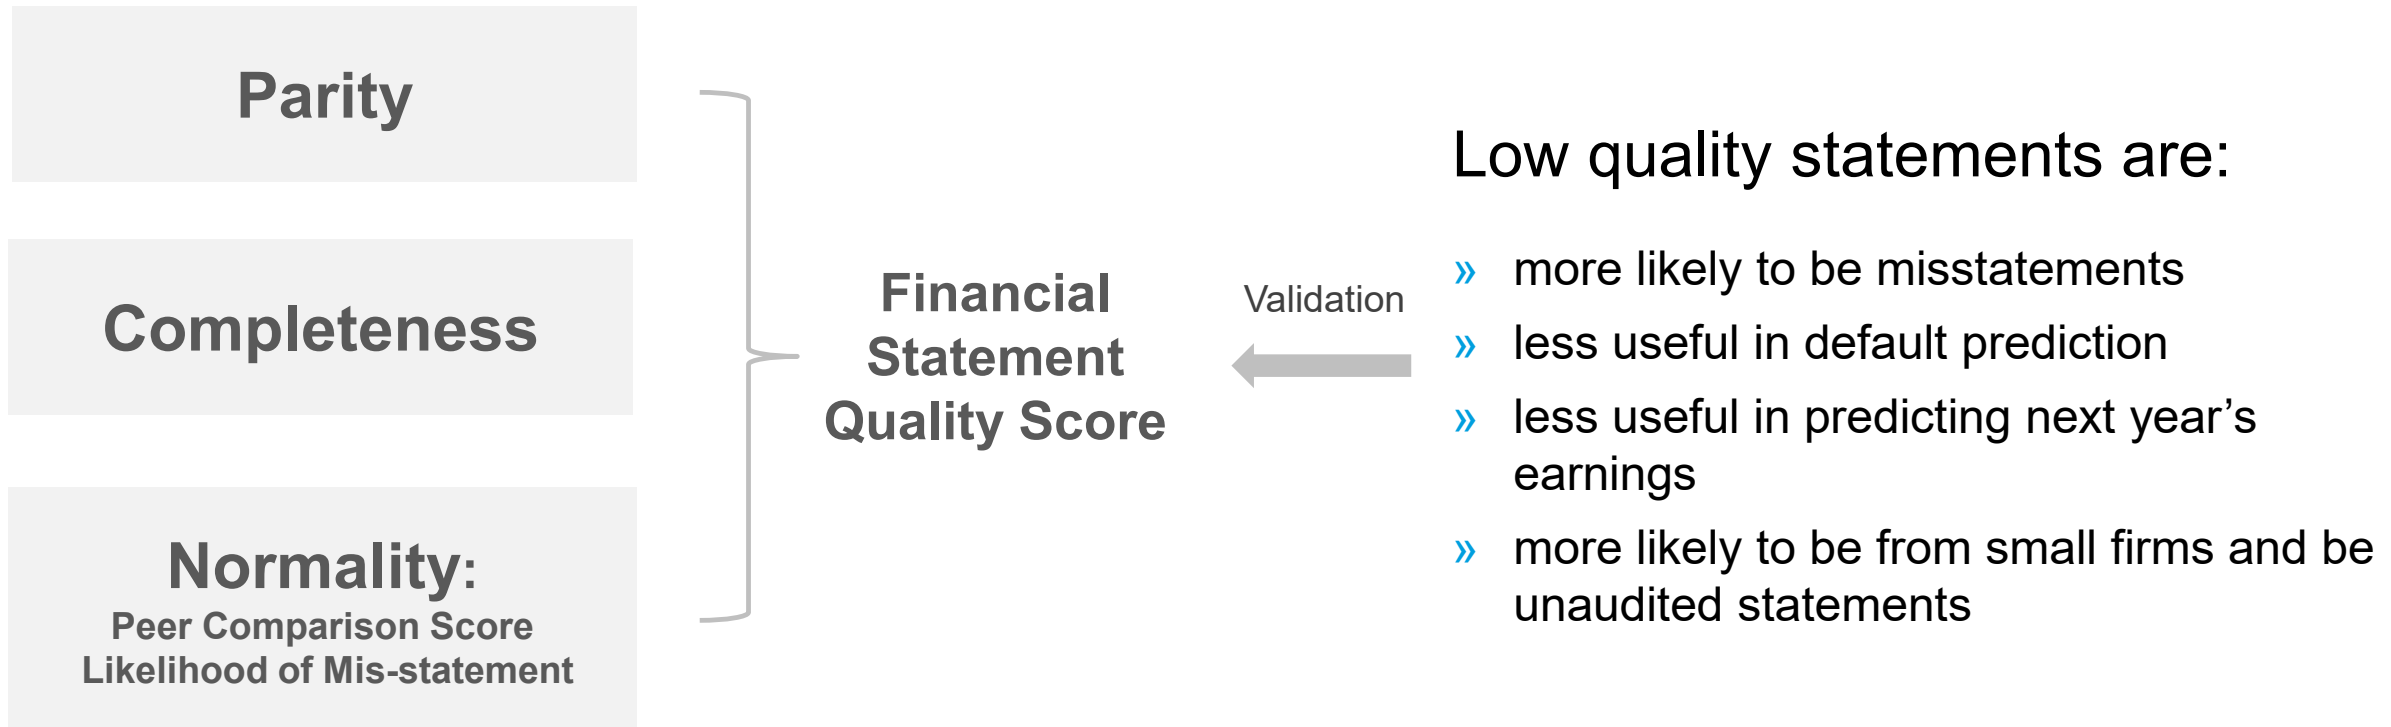 Parity
Completeness
Normality:
Peer Comparison Score
Likelihood of Mis-statement
Financial
Statement
Quality Score
Validation
Low quality statements are:
» more likely to be misstatements
» less useful in default prediction
» less useful in predicting next year’s
earnings
» more likely to be from small firms and be
unaudited statements